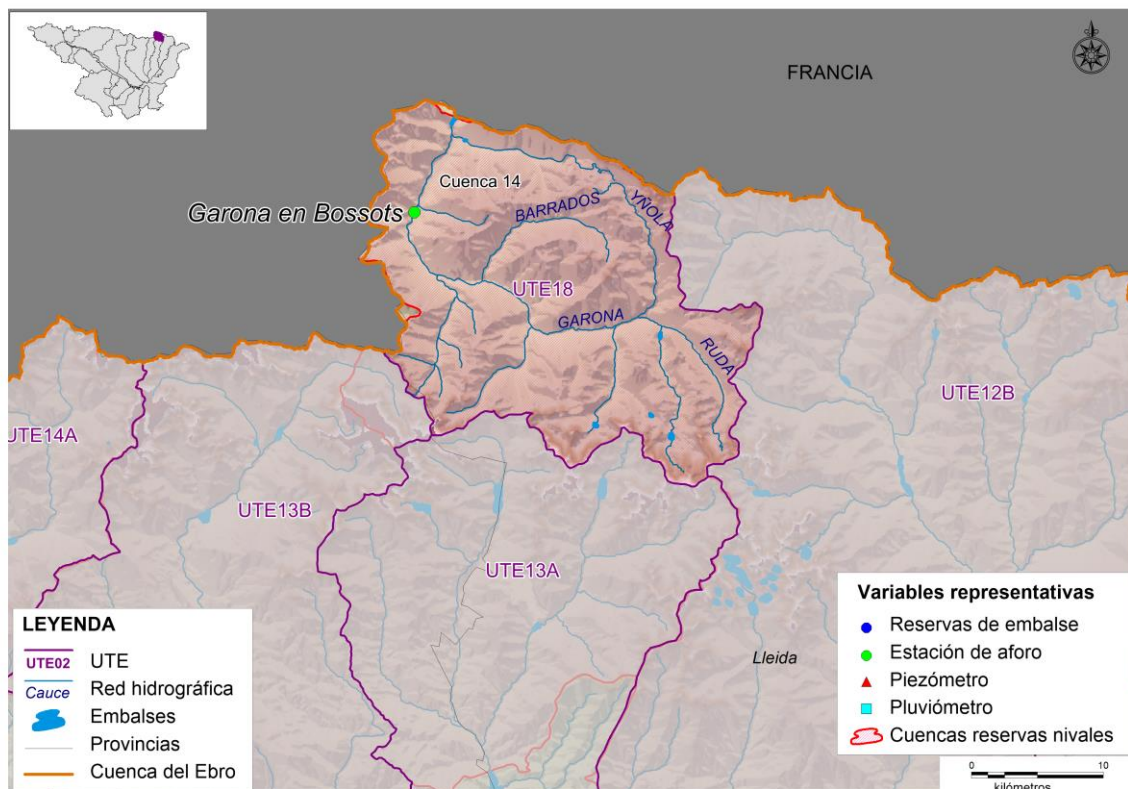 FRANCIA
Cuenca 14
Garona en Bossots
BARRADOS
YÑOLA
UTE18
GARONA
RUDA
UTE12B
UTE14A
UTE13B
UTE13A
Lleida
LEYENDA
UTE02 UTE
Cauce Red hidrográfica
Embalses
Provincias
Cuenca del Ebro
Variables representativas
Reservas de embalse
Estación de aforo
Piezómetro
Pluviómetro
Cuencas reservas nivales
0 10
kilómetros